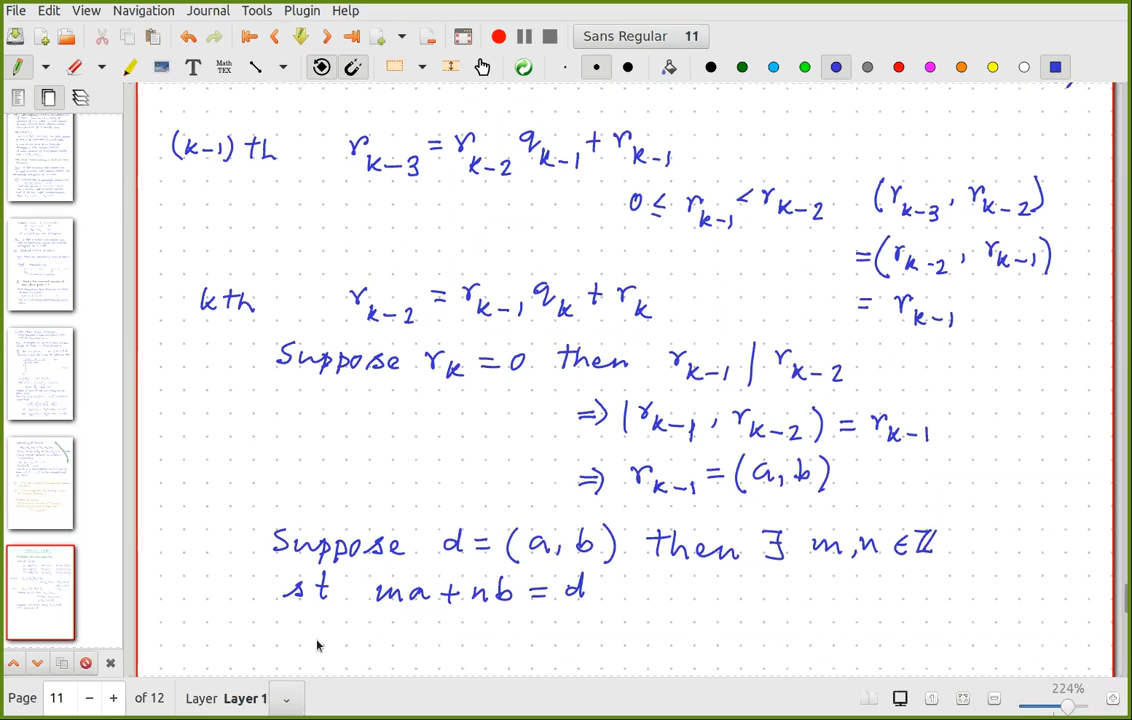 File Edit View Journal Tools Plugin Help
Sans Regular 11
Math TEX T
(k-1)th r_{k-3} = r_{k-2} q_{k-1} + r_{k-1}
0 ≤ r_{k-1} < r_{k-2} (r_{k-3}, r_{k-2})
= (r_{k-2}, r_{k-1})
kth r_{k-2} = r_{k-1} q_k + r_k = r_{k-1}
Suppose r_k = 0 then r_{k-1} | r_{k-2}
⇒ (r_{k-1}, r_{k-2}) = r_{k-1}
⇒ r_{k-1} = (a, b)
Suppose d = (a, b) then ∃ m, n ∈ ℤ
st ma + nb = d
Page 11 of 12 Layer Layer 1 224%